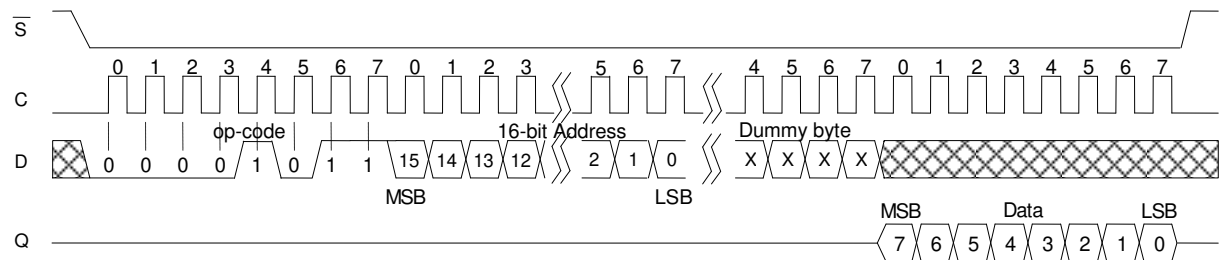 S
0 1 2 3 4 5 6 7 0 1 2 3 5 6 7 4 5 6 7 0 1 2 3 4 5 6 7
C
op-code 16-bit Address Dummy byte
D 0 0 0 0 1 0 1 1 15 14 13 12 2 1 0 X X X X
MSB LSB
MSB Data LSB
Q 7 6 5 4 3 2 1 0